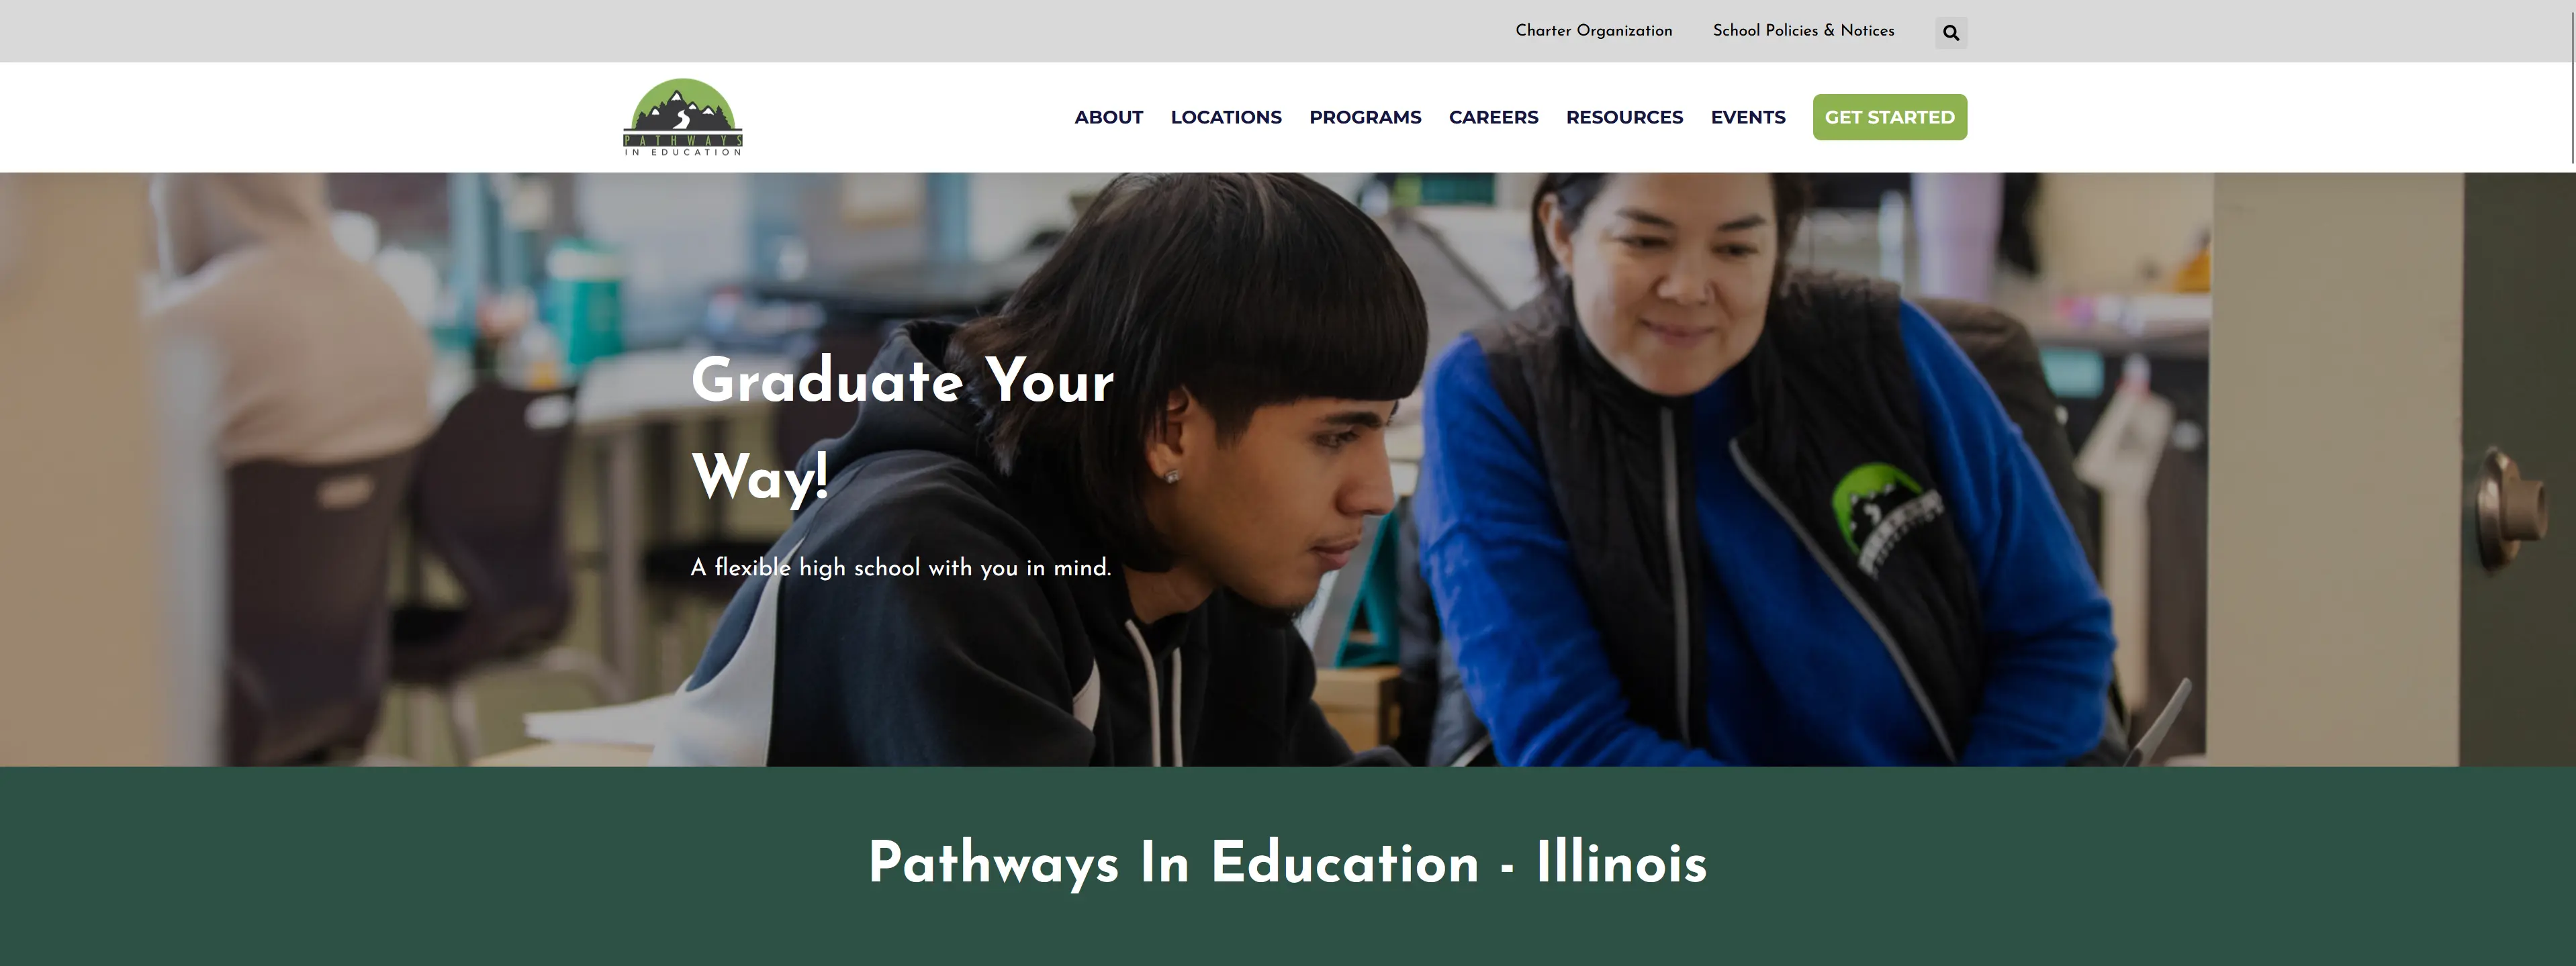 Charter Organization
School Policies & Notices
PATHWAYS
IN EDUCATION
ABOUT
LOCATIONS
PROGRAMS
CAREERS
RESOURCES
EVENTS
GET STARTED
Graduate Your
Way!
A flexible high school with you in mind.
Pathways In Education - Illinois